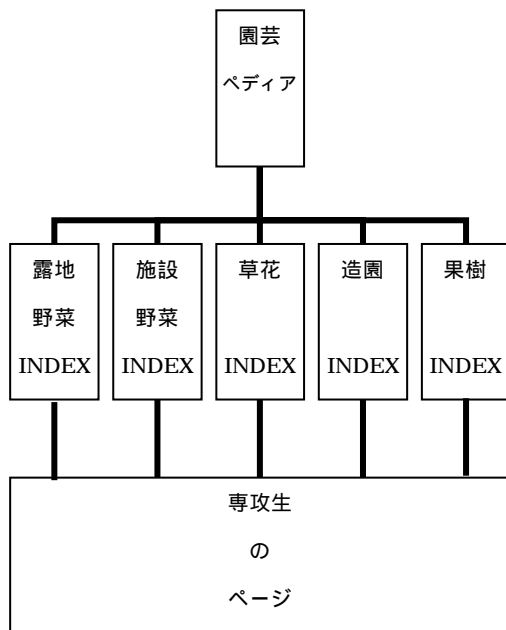 園芸
ペディア
露地
野菜
INDEX
施設
野菜
INDEX
草花
INDEX
造園
INDEX
果樹
INDEX
専攻生
の
ページ